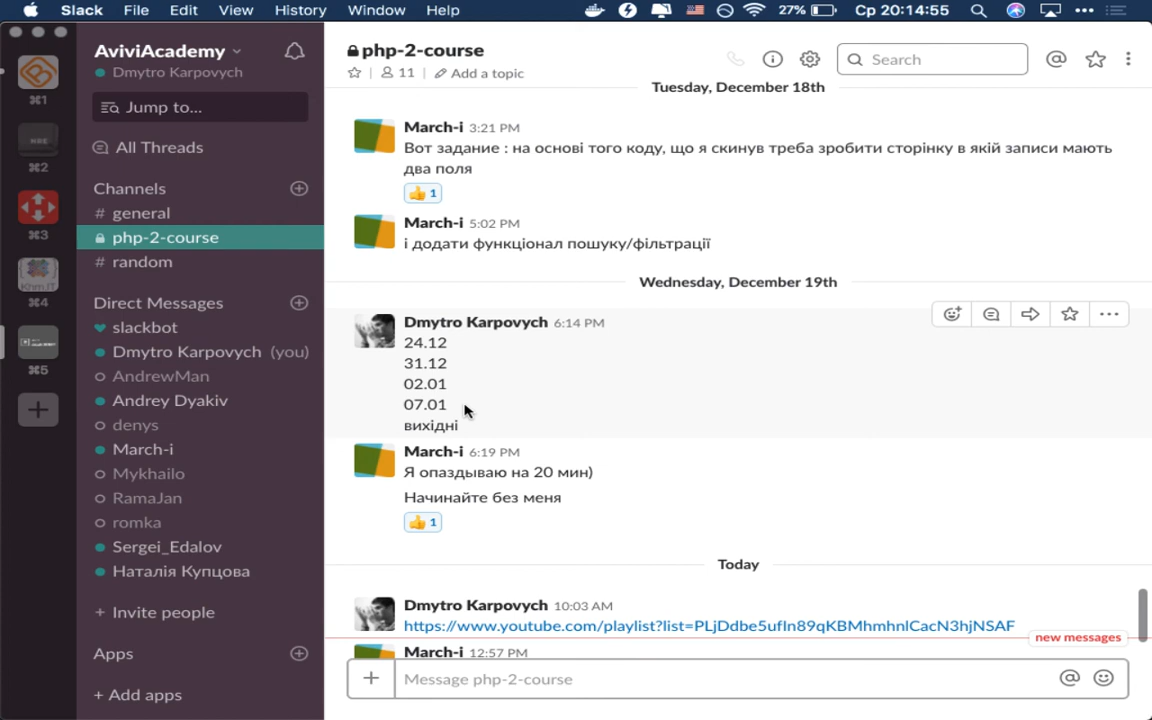 Slack File Edit View History Window Help 27% Ср 20:14:55
⌘1
⌘2
⌘3
Khm.IT
⌘4
⌘5
AviviAcademy
Dmytro Karpovych
Jump to...
All Threads
Channels
# general
php-2-course
# random
Direct Messages
slackbot
Dmytro Karpovych (you)
AndrewMan
Andrey Dyakiv
denys
March-i
Mykhailo
RamaJan
romka
Sergei_Edalov
Наталія Купцова
+ Invite people
Apps
+ Add apps
php-2-course
11 Add a topic
Search
Tuesday, December 18th
March-i 3:21 PM
Вот задание : на основі того коду, що я скинув треба зробити сторінку в якій записи мають
два поля
1
March-i 5:02 PM
і додати функціонал пошуку/фільтрації
Wednesday, December 19th
Dmytro Karpovych 6:14 PM
24.12
31.12
02.01
07.01
вихідні
March-i 6:19 PM
Я опаздываю на 20 мин)
Начинайте без меня
1
Today
Dmytro Karpovych 10:03 AM
https://www.youtube.com/playlist?list=PLjDdbe5ufIn89qKBMhmhnlCacN3hjNSAF
new messages
March-i 12:57 PM
Message php-2-course